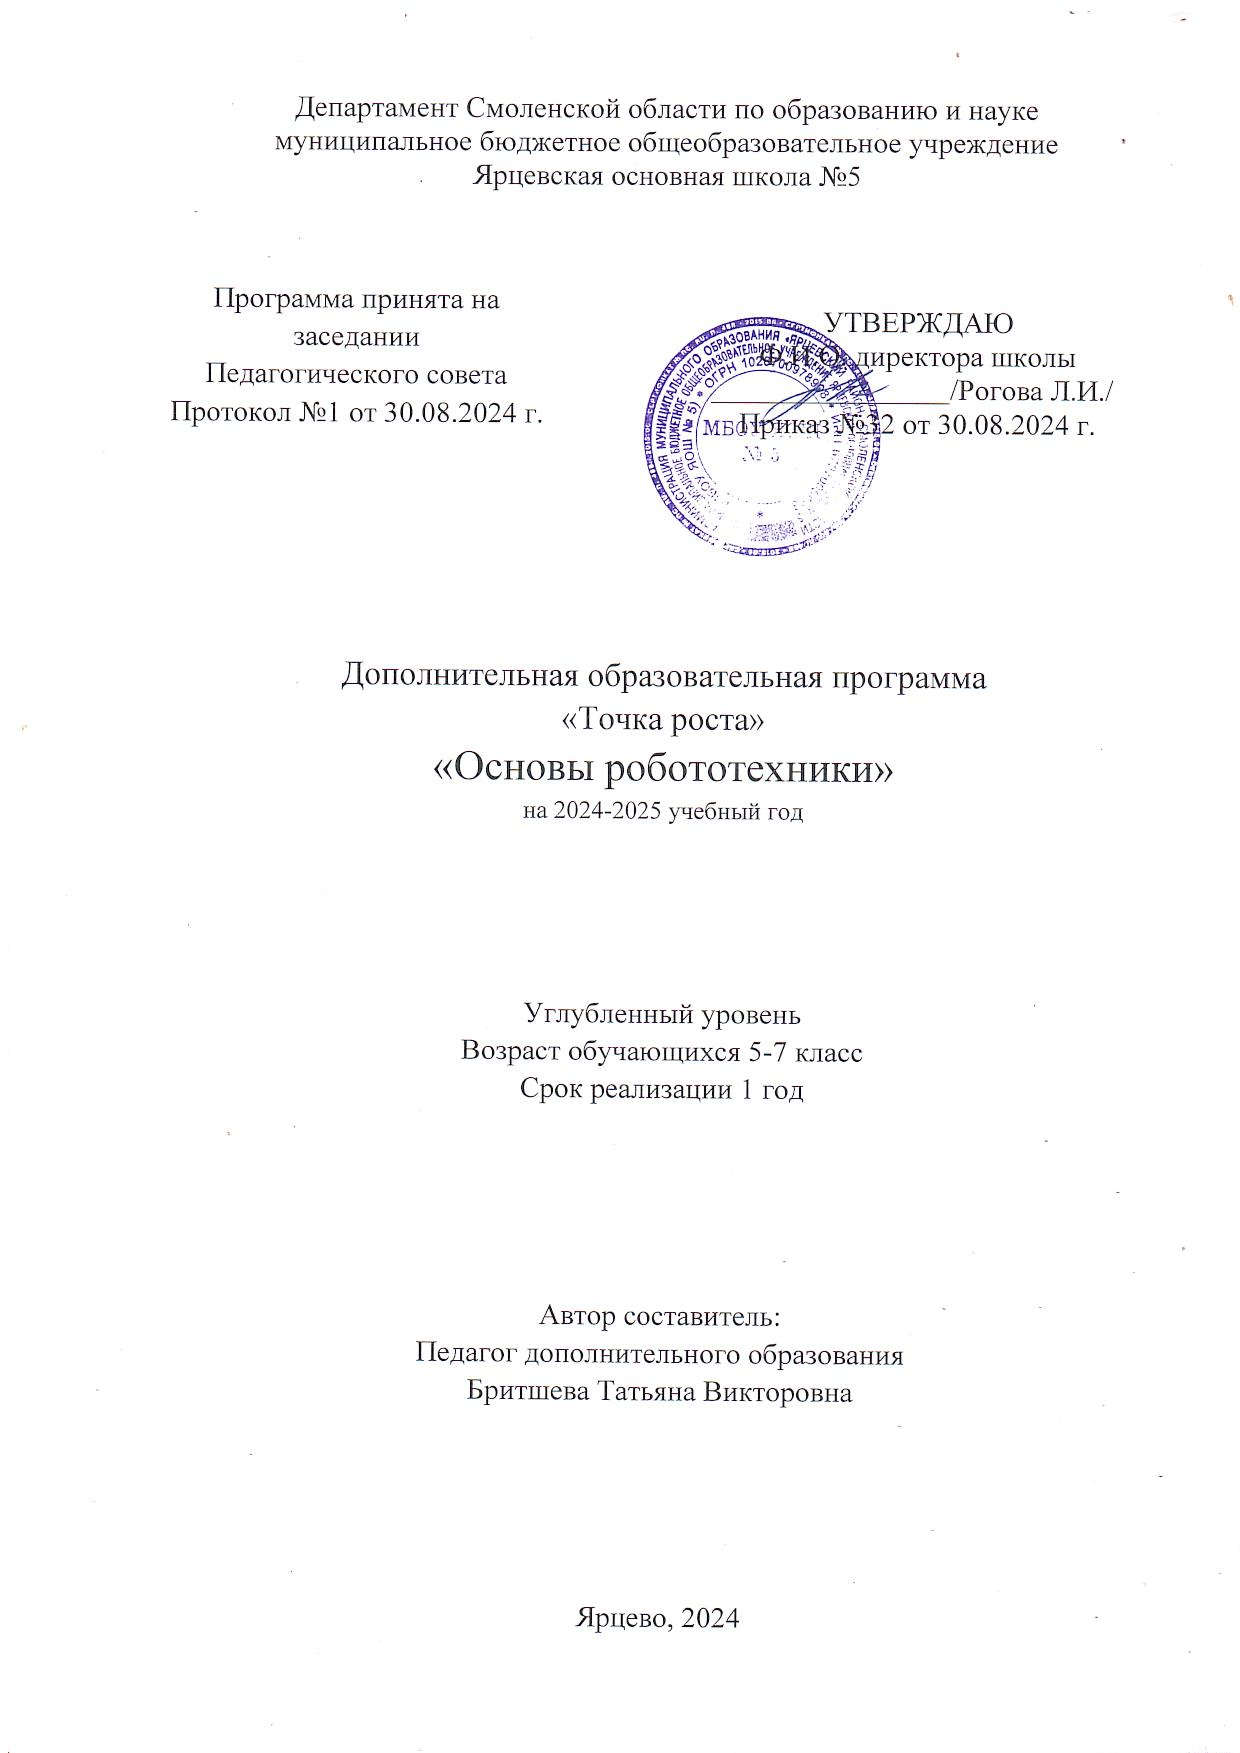 Департамент Смоленской области по образованию и науке
муниципальное бюджетное общеобразовательное учреждение
Ярцевская основная школа №5
Программа принята на
заседании
Педагогического совета
Протокол №1 от 30.08.2024 г.
УТВЕРЖДАЮ
Ф.И.О. директора школы
/Рогова Л.И./
Приказ №32 от 30.08.2024 г.
Дополнительная образовательная программа
«Точка роста»
«Основы робототехники»
на 2024-2025 учебный год
Углубленный уровень
Возраст обучающихся 5-7 класс
Срок реализации 1 год
Автор составитель:
Педагог дополнительного образования
Бритшева Татьяна Викторовна
Ярцево, 2024